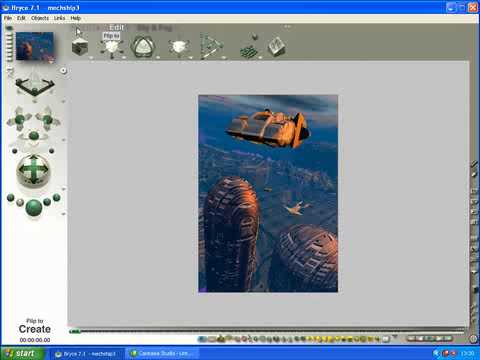 Bryce 7.1 - mechship3
File Edit Objects Links Help
Edit
Sky & Fog
Flip to
Flip to
Create
00:00:00.00
start
Bryce 7.1 - mechship3
Camtasia Studio - Unt...
13:30